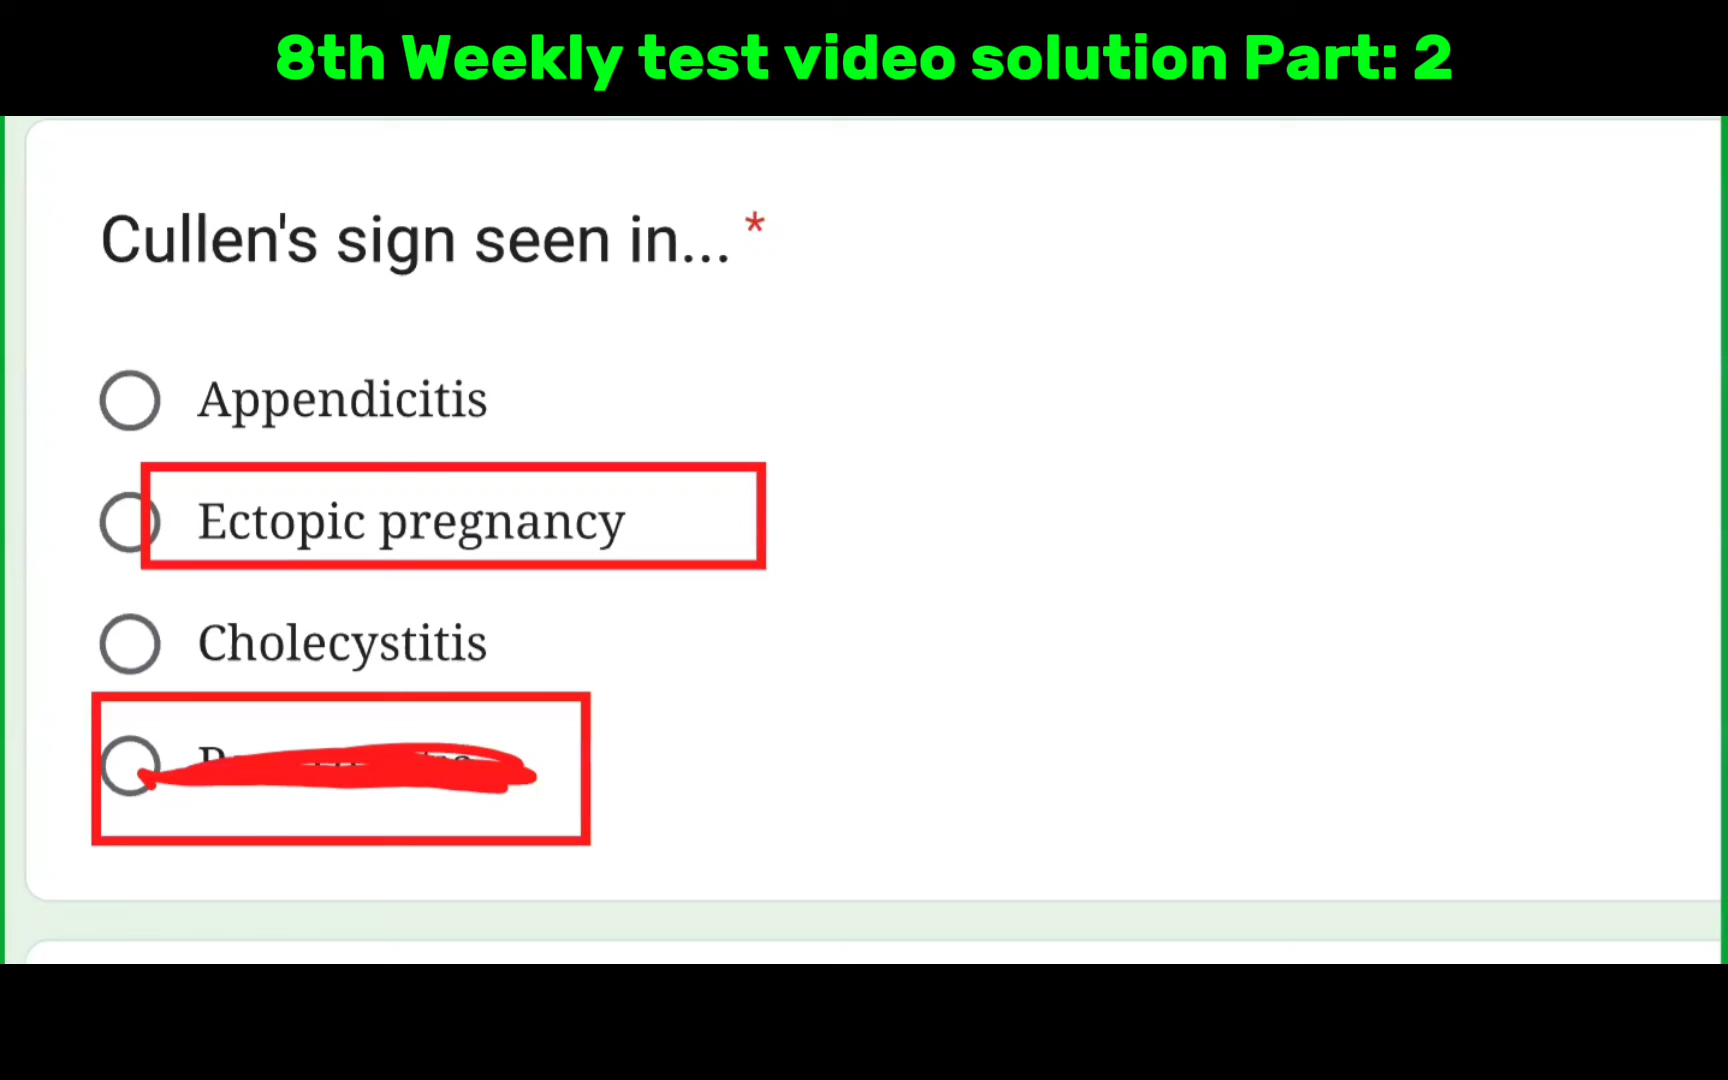 8th Weekly test video solution Part: 2
Cullen's sign seen in... *
Appendicitis
Ectopic pregnancy
Cholecystitis